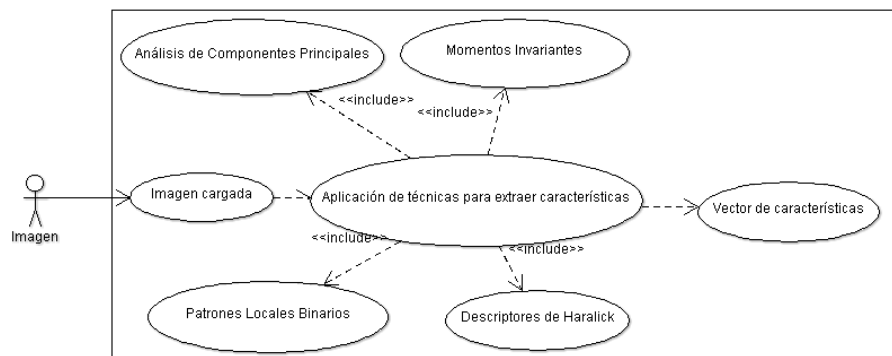 Análisis de Componentes Principales
Momentos Invariantes
<<include>>
<<include>>
Imagen cargada
Aplicación de técnicas para extraer características
Vector de características
Imagen
<<include>>
<<include>>
Patrones Locales Binarios
Descriptores de Haralick